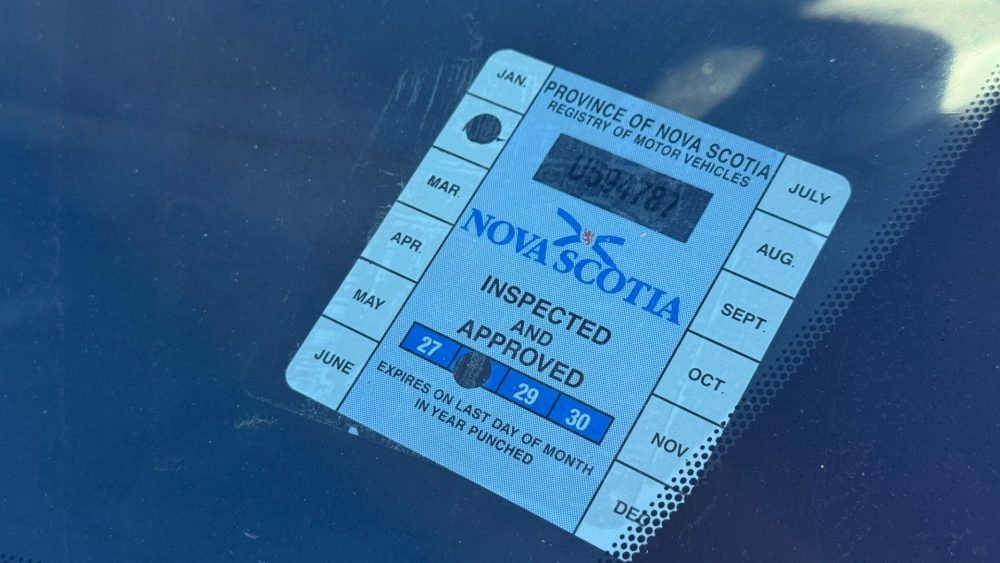 JAN.
MAR.
APR.
MAY
JUNE
PROVINCE OF NOVA SCOTIA
REGISTRY OF MOTOR VEHICLES
U594787
NOVA SCOTIA
INSPECTED
AND
APPROVED
27 29 30
EXPIRES ON LAST DAY OF MONTH
IN YEAR PUNCHED
JULY
AUG.
SEPT.
OCT.
NOV.
DEC.